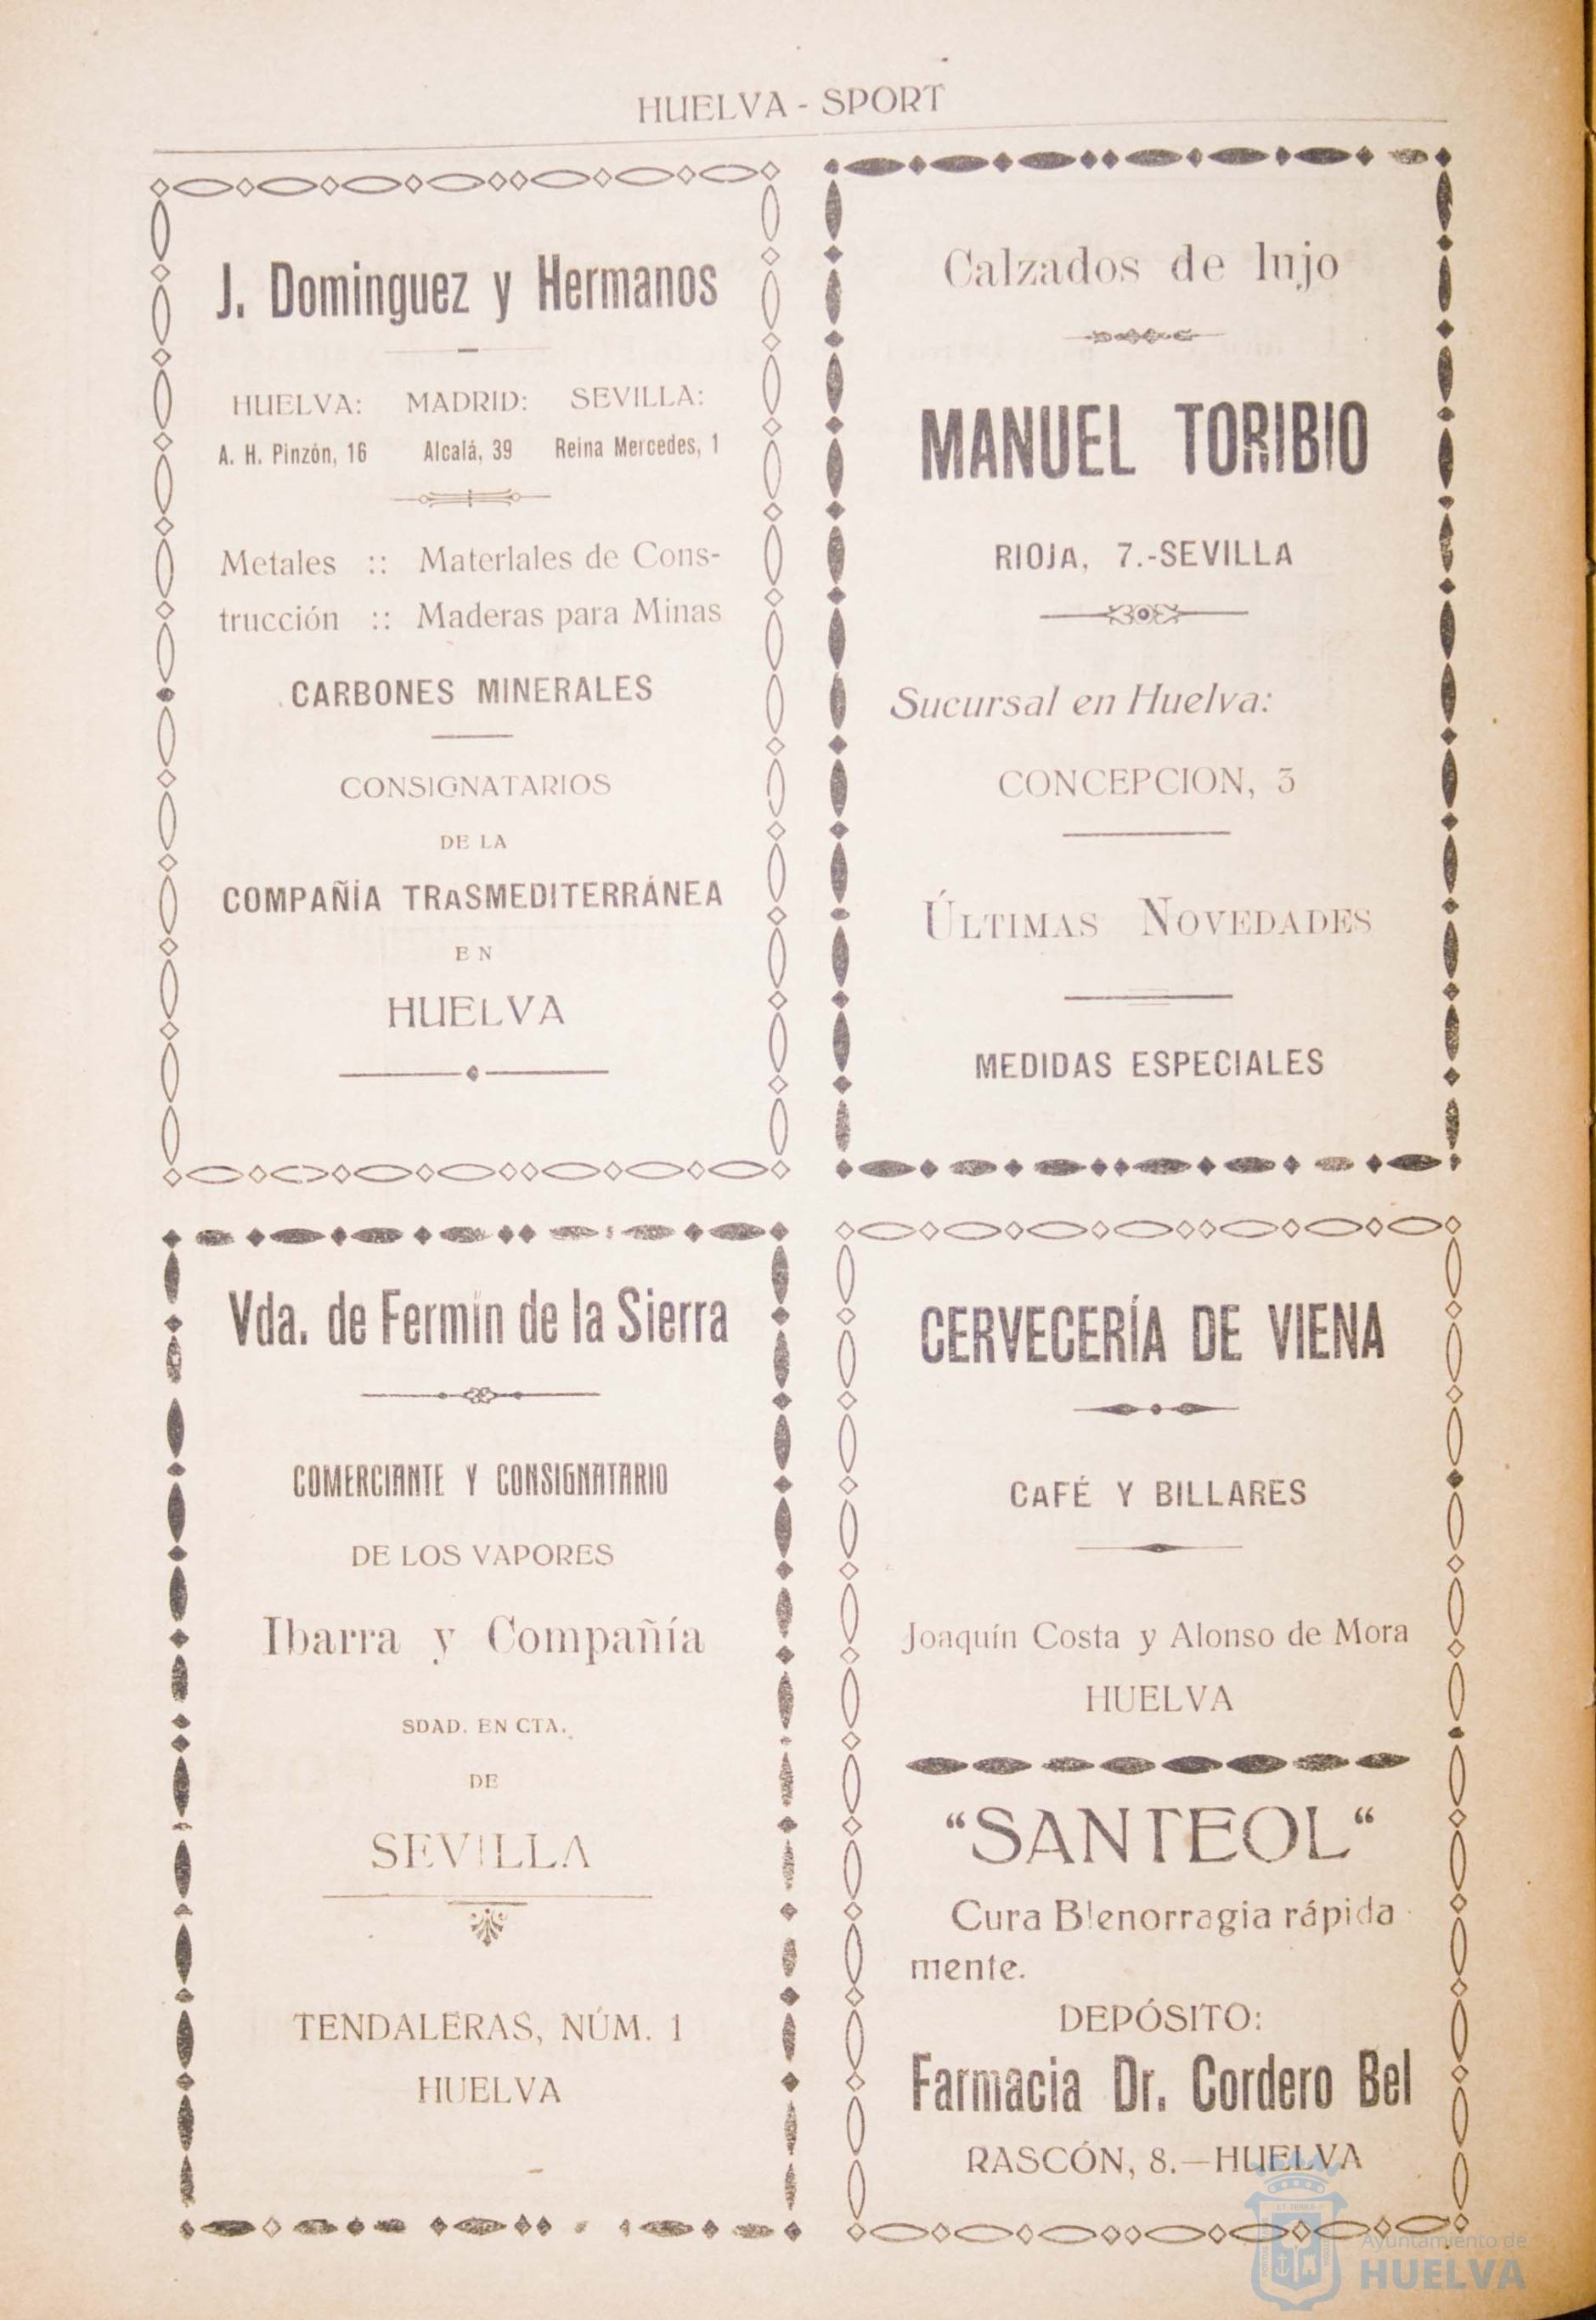 HUELVA - SPORT
J. Dominguez y Hermanos
HUELVA: MADRID: SEVILLA:
A. H. Pinzón, 16 Alcalá, 39 Reina Mercedes, 1
Metales :: Materlales de Cons-
trucción :: Maderas para Minas
CARBONES MINERALES
CONSIGNATARIOS
DE LA
COMPAÑÍA TRASMEDITERRÁNEA
EN
HUELVA
Calzados de lujo
MANUEL TORIBIO
RIOJA, 7.-SEVILLA
Sucursal en Huelva:
CONCEPCION, 3
ÚLTIMAS NOVEDADES
MEDIDAS ESPECIALES
Vda. de Fermín de la Sierra
COMERCIANTE Y CONSIGNATARIO
DE LOS VAPORES
Ibarra y Compañía
SDAD. EN CTA.
DE
SEVILLA
TENDALERAS, NÚM. 1
HUELVA
CERVECERÍA DE VIENA
CAFÉ Y BILLARES
Joaquín Costa y Alonso de Mora
HUELVA
“SANTEOL“
Cura Blenorragia rápida
mente.
DEPÓSITO:
Farmacia Dr. Cordero Bel
RASCÓN, 8.—HUELVA
Ayuntamiento de
HUELVA